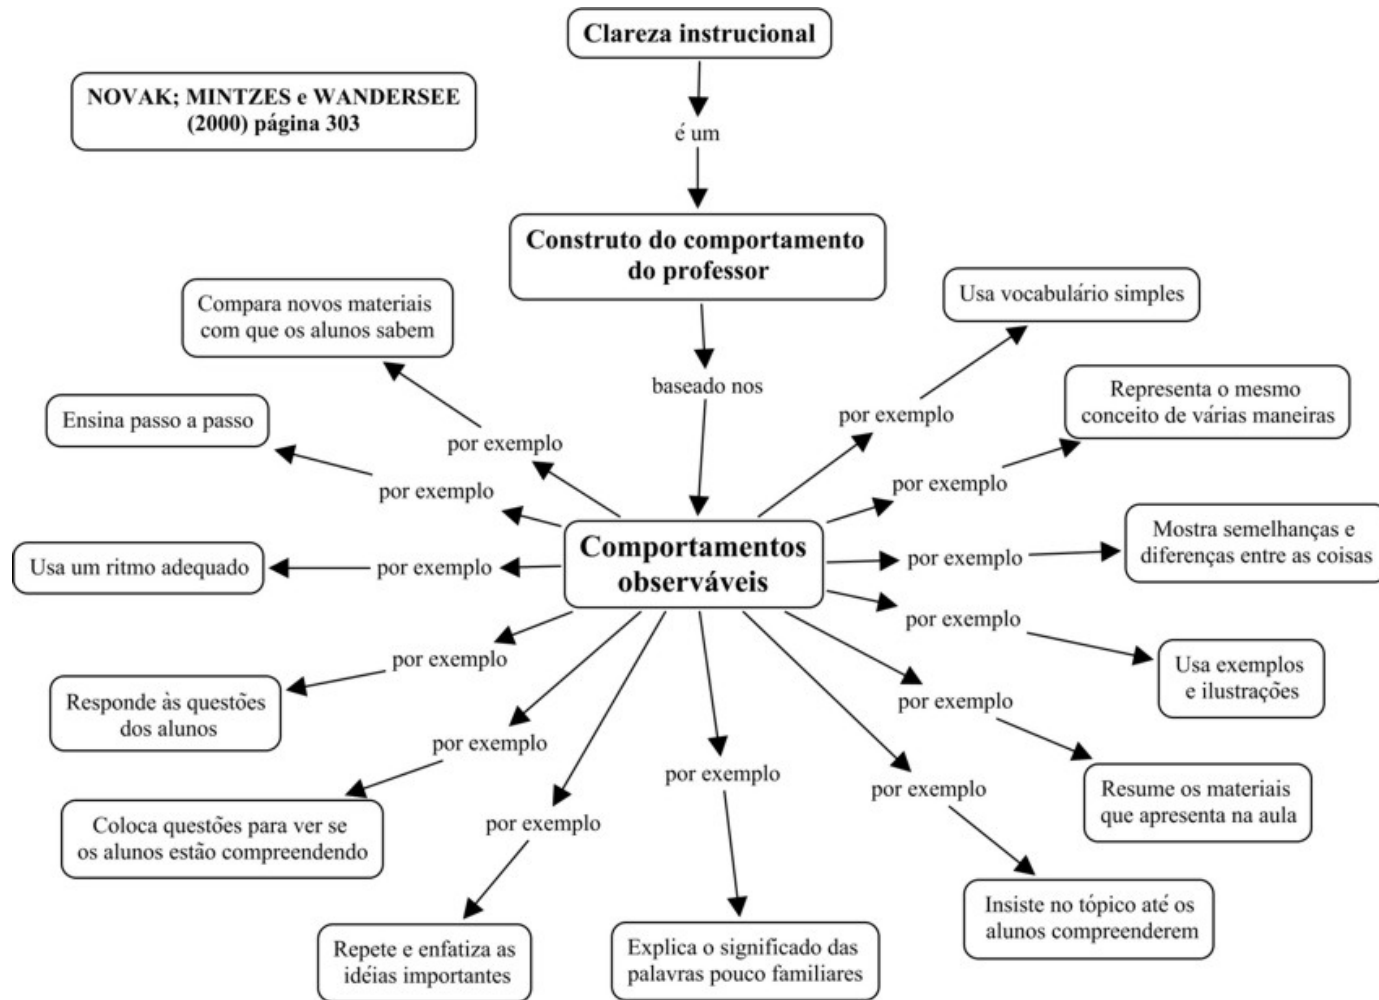 Clareza instrucional
NOVAK; MINTZES e WANDERSEE
(2000) página 303
é um
Construto do comportamento
do professor
baseado nos
Comportamentos
observáveis
por exemplo
Compara novos materiais
com que os alunos sabem
por exemplo
Ensina passo a passo
por exemplo
Usa um ritmo adequado
por exemplo
Responde às questões
dos alunos
por exemplo
Coloca questões para ver se
os alunos estão compreendendo
por exemplo
Repete e enfatiza as
idéias importantes
por exemplo
Explica o significado das
palavras pouco familiares
por exemplo
Insiste no tópico até os
alunos compreenderem
por exemplo
Resume os materiais
que apresenta na aula
por exemplo
Usa exemplos
e ilustrações
por exemplo
Mostra semelhanças e
diferenças entre as coisas
por exemplo
Representa o mesmo
conceito de várias maneiras
por exemplo
Usa vocabulário simples